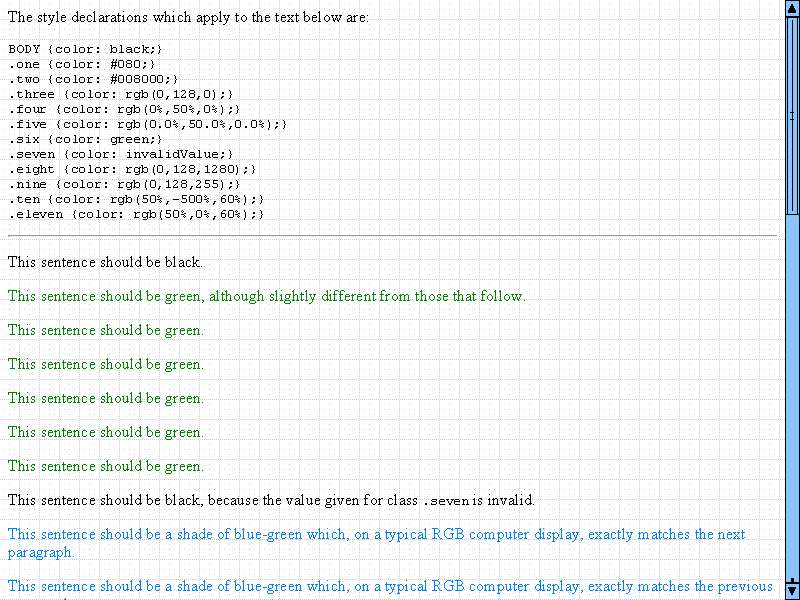 The style declarations which apply to the text below are:
BODY {color: black;}
.one {color: #080;}
.two {color: #008000;}
.three {color: rgb(0,128,0);}
.four {color: rgb(0%,50%,0%);}
.five {color: rgb(0.0%,50.0%,0.0%);}
.six {color: green;}
.seven {color: invalidValue;}
.eight {color: rgb(0,128,1280);}
.nine {color: rgb(0,128,255);}
.ten {color: rgb(50%,-500%,60%);}
.eleven {color: rgb(50%,0%,60%);}
This sentence should be black.
This sentence should be green, although slightly different from those that follow.
This sentence should be green.
This sentence should be green.
This sentence should be green.
This sentence should be green.
This sentence should be green.
This sentence should be black, because the value given for class .seven is invalid.
This sentence should be a shade of blue-green which, on a typical RGB computer display, exactly matches the next
paragraph.
This sentence should be a shade of blue-green which, on a typical RGB computer display, exactly matches the previous